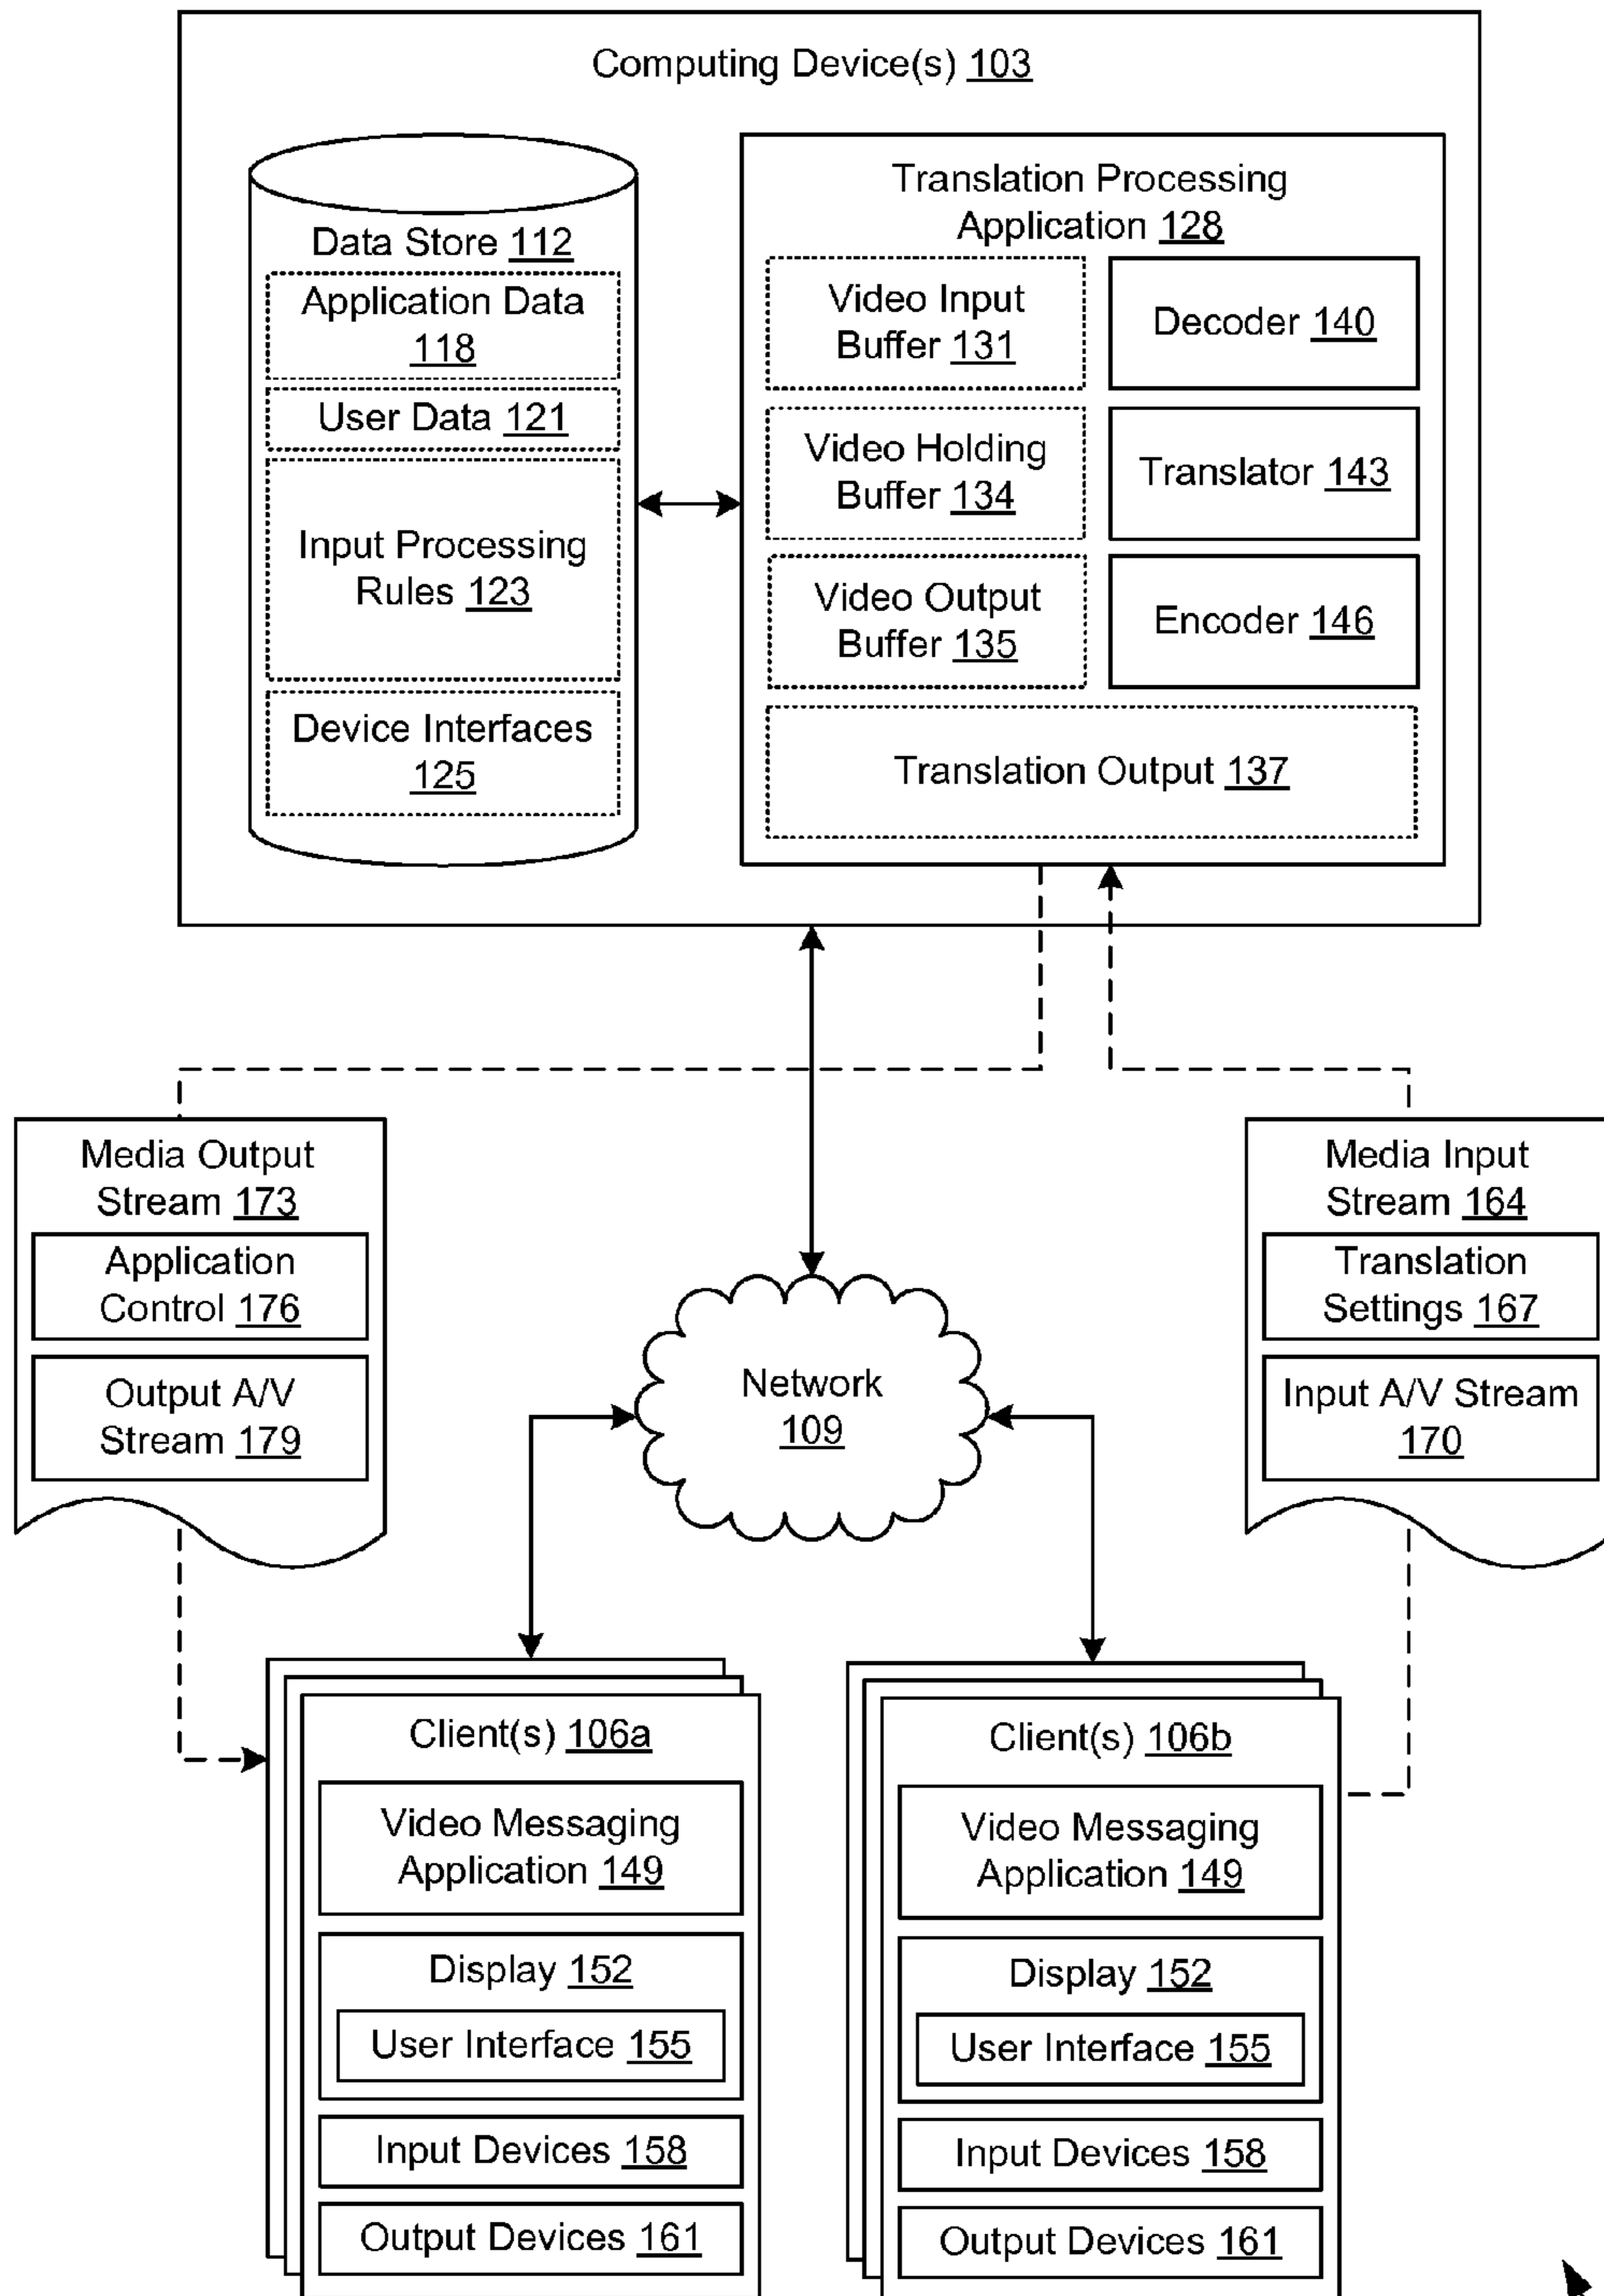 Computing Device(s) 103
Data Store 112
Application Data
118
User Data 121
Input Processing
Rules 123
Device Interfaces
125
Translation Processing
Application 128
Video Input
Buffer 131
Decoder 140
Video Holding
Buffer 134
Translator 143
Video Output
Buffer 135
Encoder 146
Translation Output 137
Media Output
Stream 173
Application
Control 176
Output A/V
Stream 179
Network
109
Media Input
Stream 164
Translation
Settings 167
Input A/V Stream
170
Client(s) 106a
Video Messaging
Application 149
Display 152
User Interface 155
Input Devices 158
Output Devices 161
Client(s) 106b
Video Messaging
Application 149
Display 152
User Interface 155
Input Devices 158
Output Devices 161